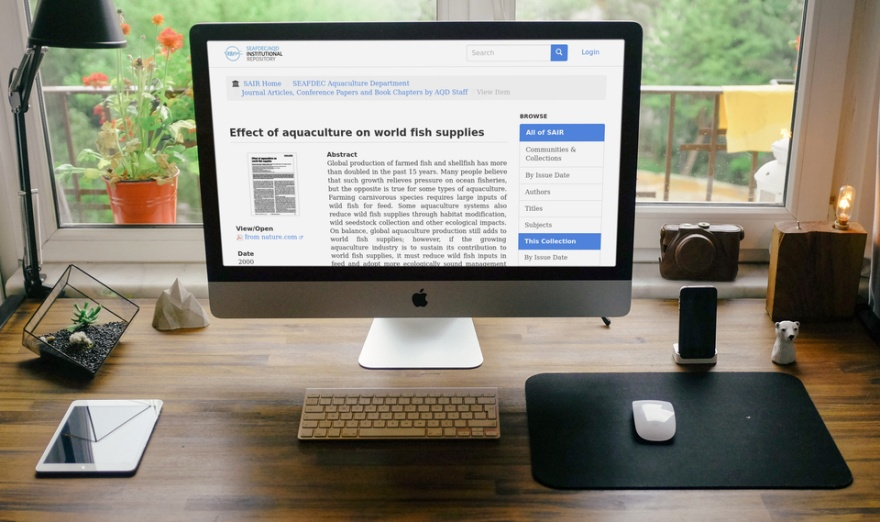 SEAFDEC/AQD
INSTITUTIONAL
REPOSITORY
Search
Login
SAIR Home
SEAFDEC Aquaculture Department
Journal Articles, Conference Papers and Book Chapters by AQD Staff
View Item
Effect of aquaculture on world fish supplies
View/Open
from nature.com
Date
2000
Abstract
Global production of farmed fish and shellfish has more
than doubled in the past 15 years. Many people believe
that such growth relieves pressure on ocean fisheries,
but the opposite is true for some types of aquaculture.
Farming carnivorous species requires large inputs of
wild fish for feed. Some aquaculture systems also
reduce wild fish supplies through habitat modification,
wild seedstock collection and other ecological impacts.
On balance, global aquaculture production still adds to
world fish supplies; however, if the growing
aquaculture industry is to sustain its contribution to
world fish supplies, it must reduce wild fish inputs in
feed and adopt more ecologically sound management
BROWSE
All of SAIR
Communities &
Collections
By Issue Date
Authors
Titles
Subjects
This Collection
By Issue Date